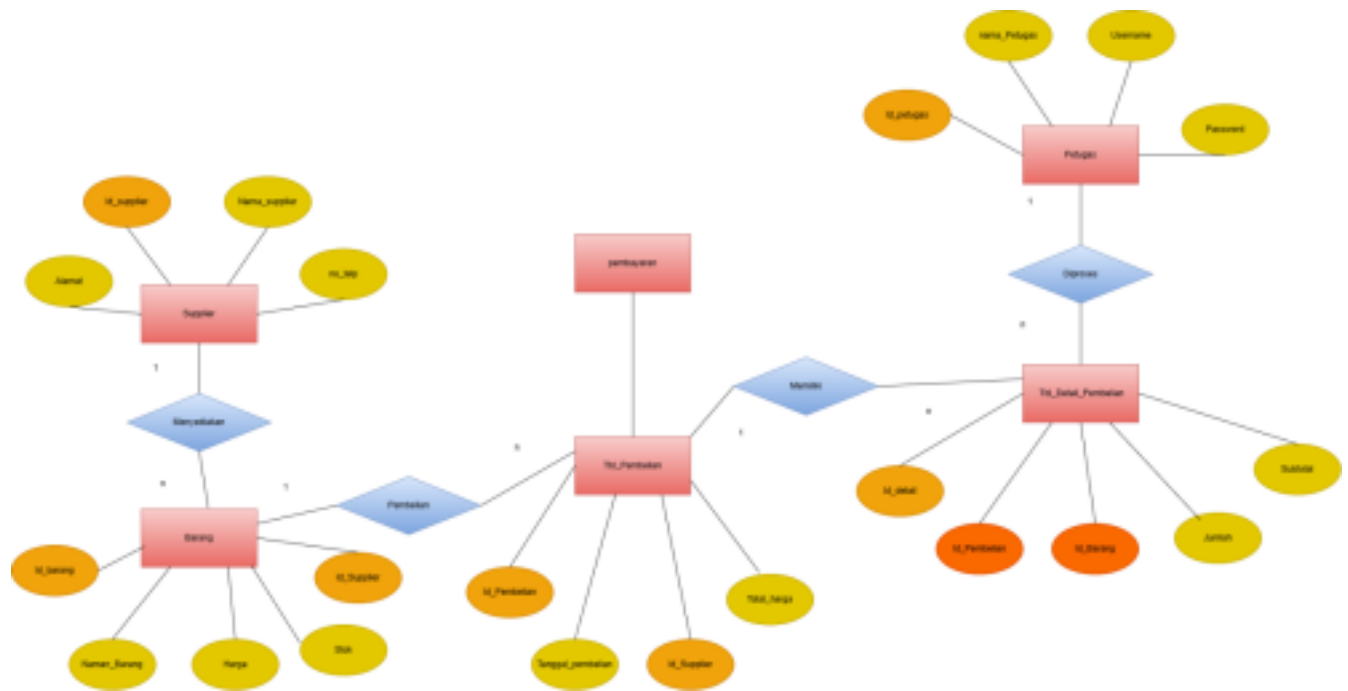 nama_Petugas
Username
Id_petugas
Password
Petugas
Id_supplier
Nama_supplier
no_telp
Alamat
Supplier
pembayaran
Diproses
1
1
Menyediakan
Memiliki
Tbl_Detail_Pembelian
1
Tbl_Pembelian
Subtotal
Id_detail
1
Pembelian
Barang
Id_Pembelian
Id_Barang
Jumlah
Id_barang
Id_Supplier
Id_Pembelian
Total_harga
Naman_Barang
Harga
Stok
Tanggal_pembelian
Id_Supplier